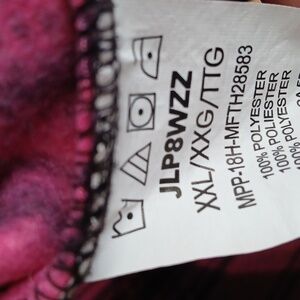 JLP8WZZ
XXL/XXG/TTG
MPP-18H-MFTH28583
100% POLYESTER
100% POLIESTER
100% POLYESTER